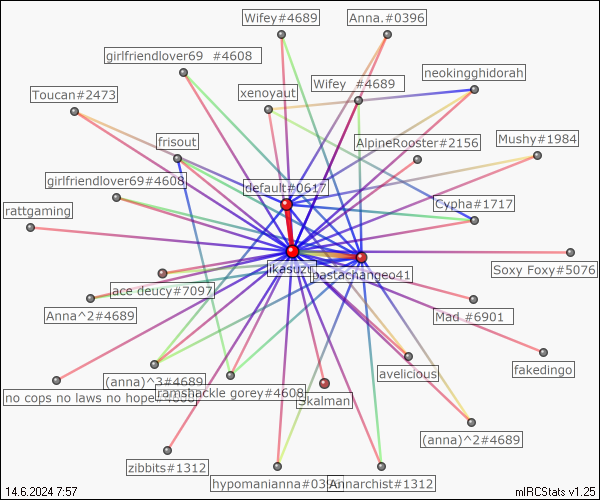 Wifey#4689
Anna.#0396
girlfriendlover69 #4608
neokingghidorah
Wifey #4689
xenoyaut
Toucan#2473
Mushy#1984
AlpineRooster#2156
frisout
girlfriendlover69#4608
default#0617
rattgaming
Cypha#1717
ikasuzu
pastachangeo41
Soxy Foxy#5076
ace deucy#7097
Anna^2#4689
Mad #6901
fakedingo
avelicious
(anna)^3#4689
no cops no laws no hope#4608
ramshackle gorey#4608
Skalman
(anna)^2#4689
zibbits#1312
hypomanianna#03
Annarchist#1312
14.6.2024 7:57
mIRCStats v1.25